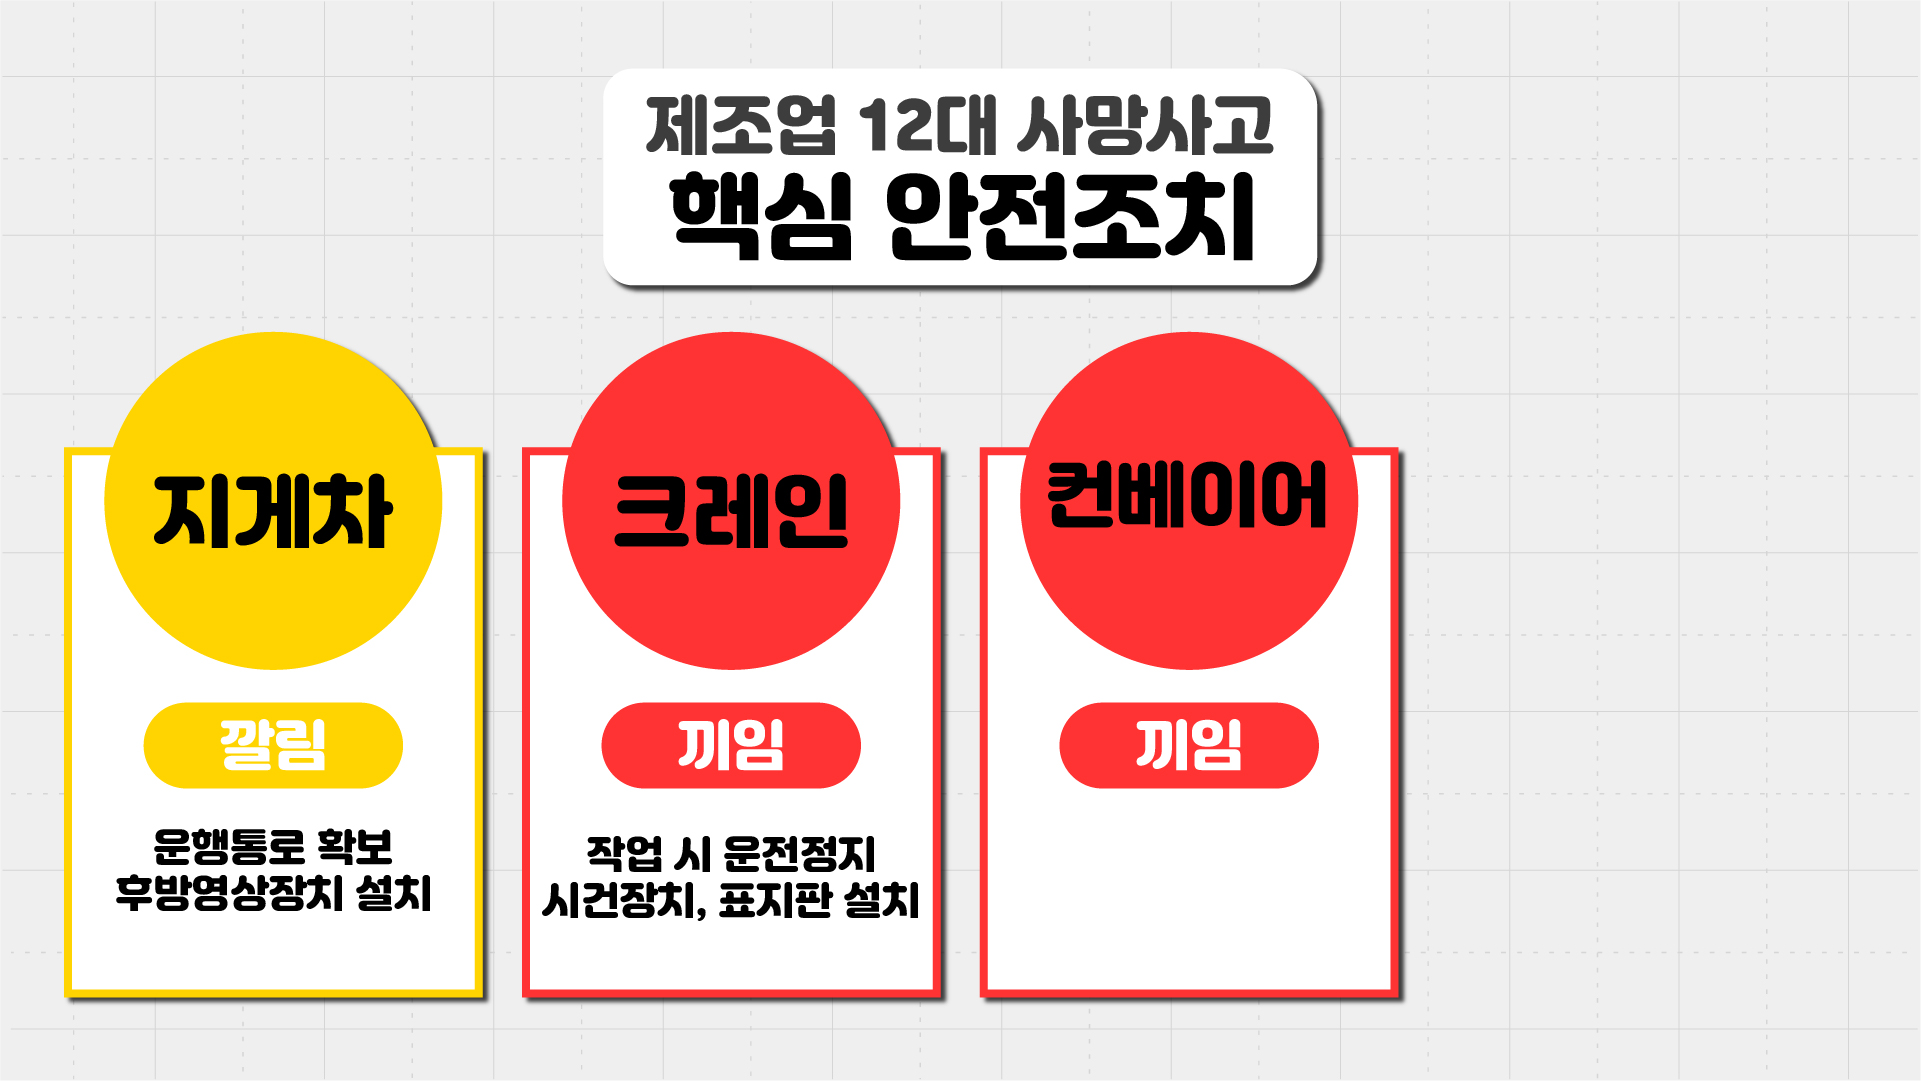 제조업 12대 사망사고
핵심 안전조치
지게차
깔림
운행통로 확보
후방영상장치 설치
크레인
끼임
작업 시 운전정지
시건장치, 표지판 설치
컨베이어
끼임